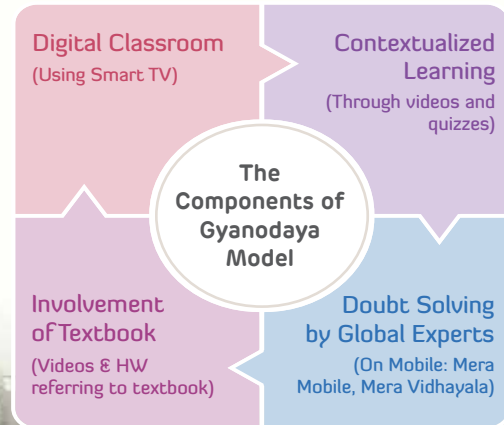 Digital Classroom
(Using Smart TV)
Contextualized
Learning
(Through videos and
quizzes)
The
Components of
Gyanodaya
Model
Involvement
of Textbook
(Videos & HW
referring to textbook)
Doubt Solving
by Global Experts
(On Mobile: Mera
Mobile, Mera Vidhayala)